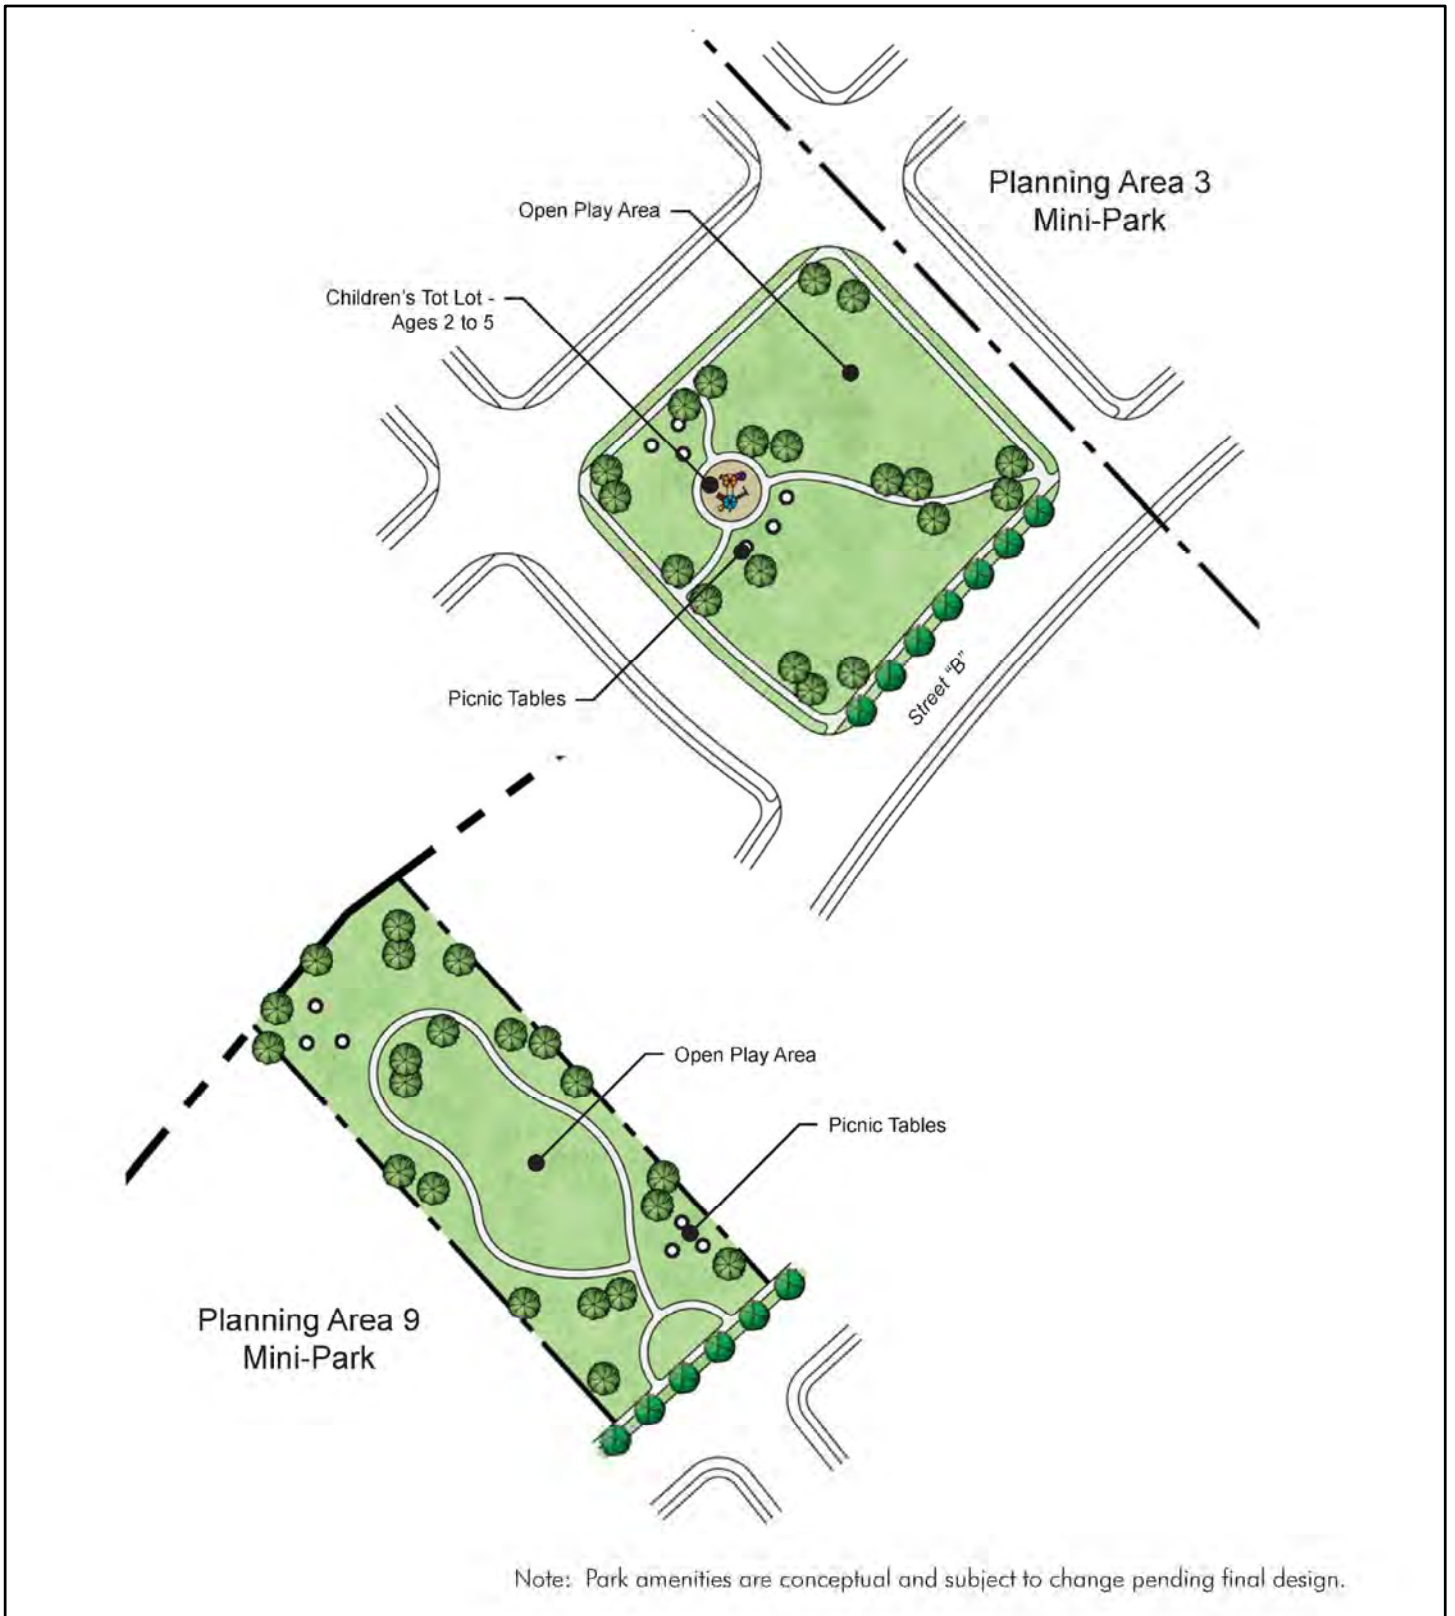 Planning Area 3
Mini-Park
Open Play Area
Children's Tot Lot -
Ages 2 to 5
Picnic Tables
Street "B"
Open Play Area
Picnic Tables
Planning Area 9
Mini-Park
Note: Park amenities are conceptual and subject to change pending final design.